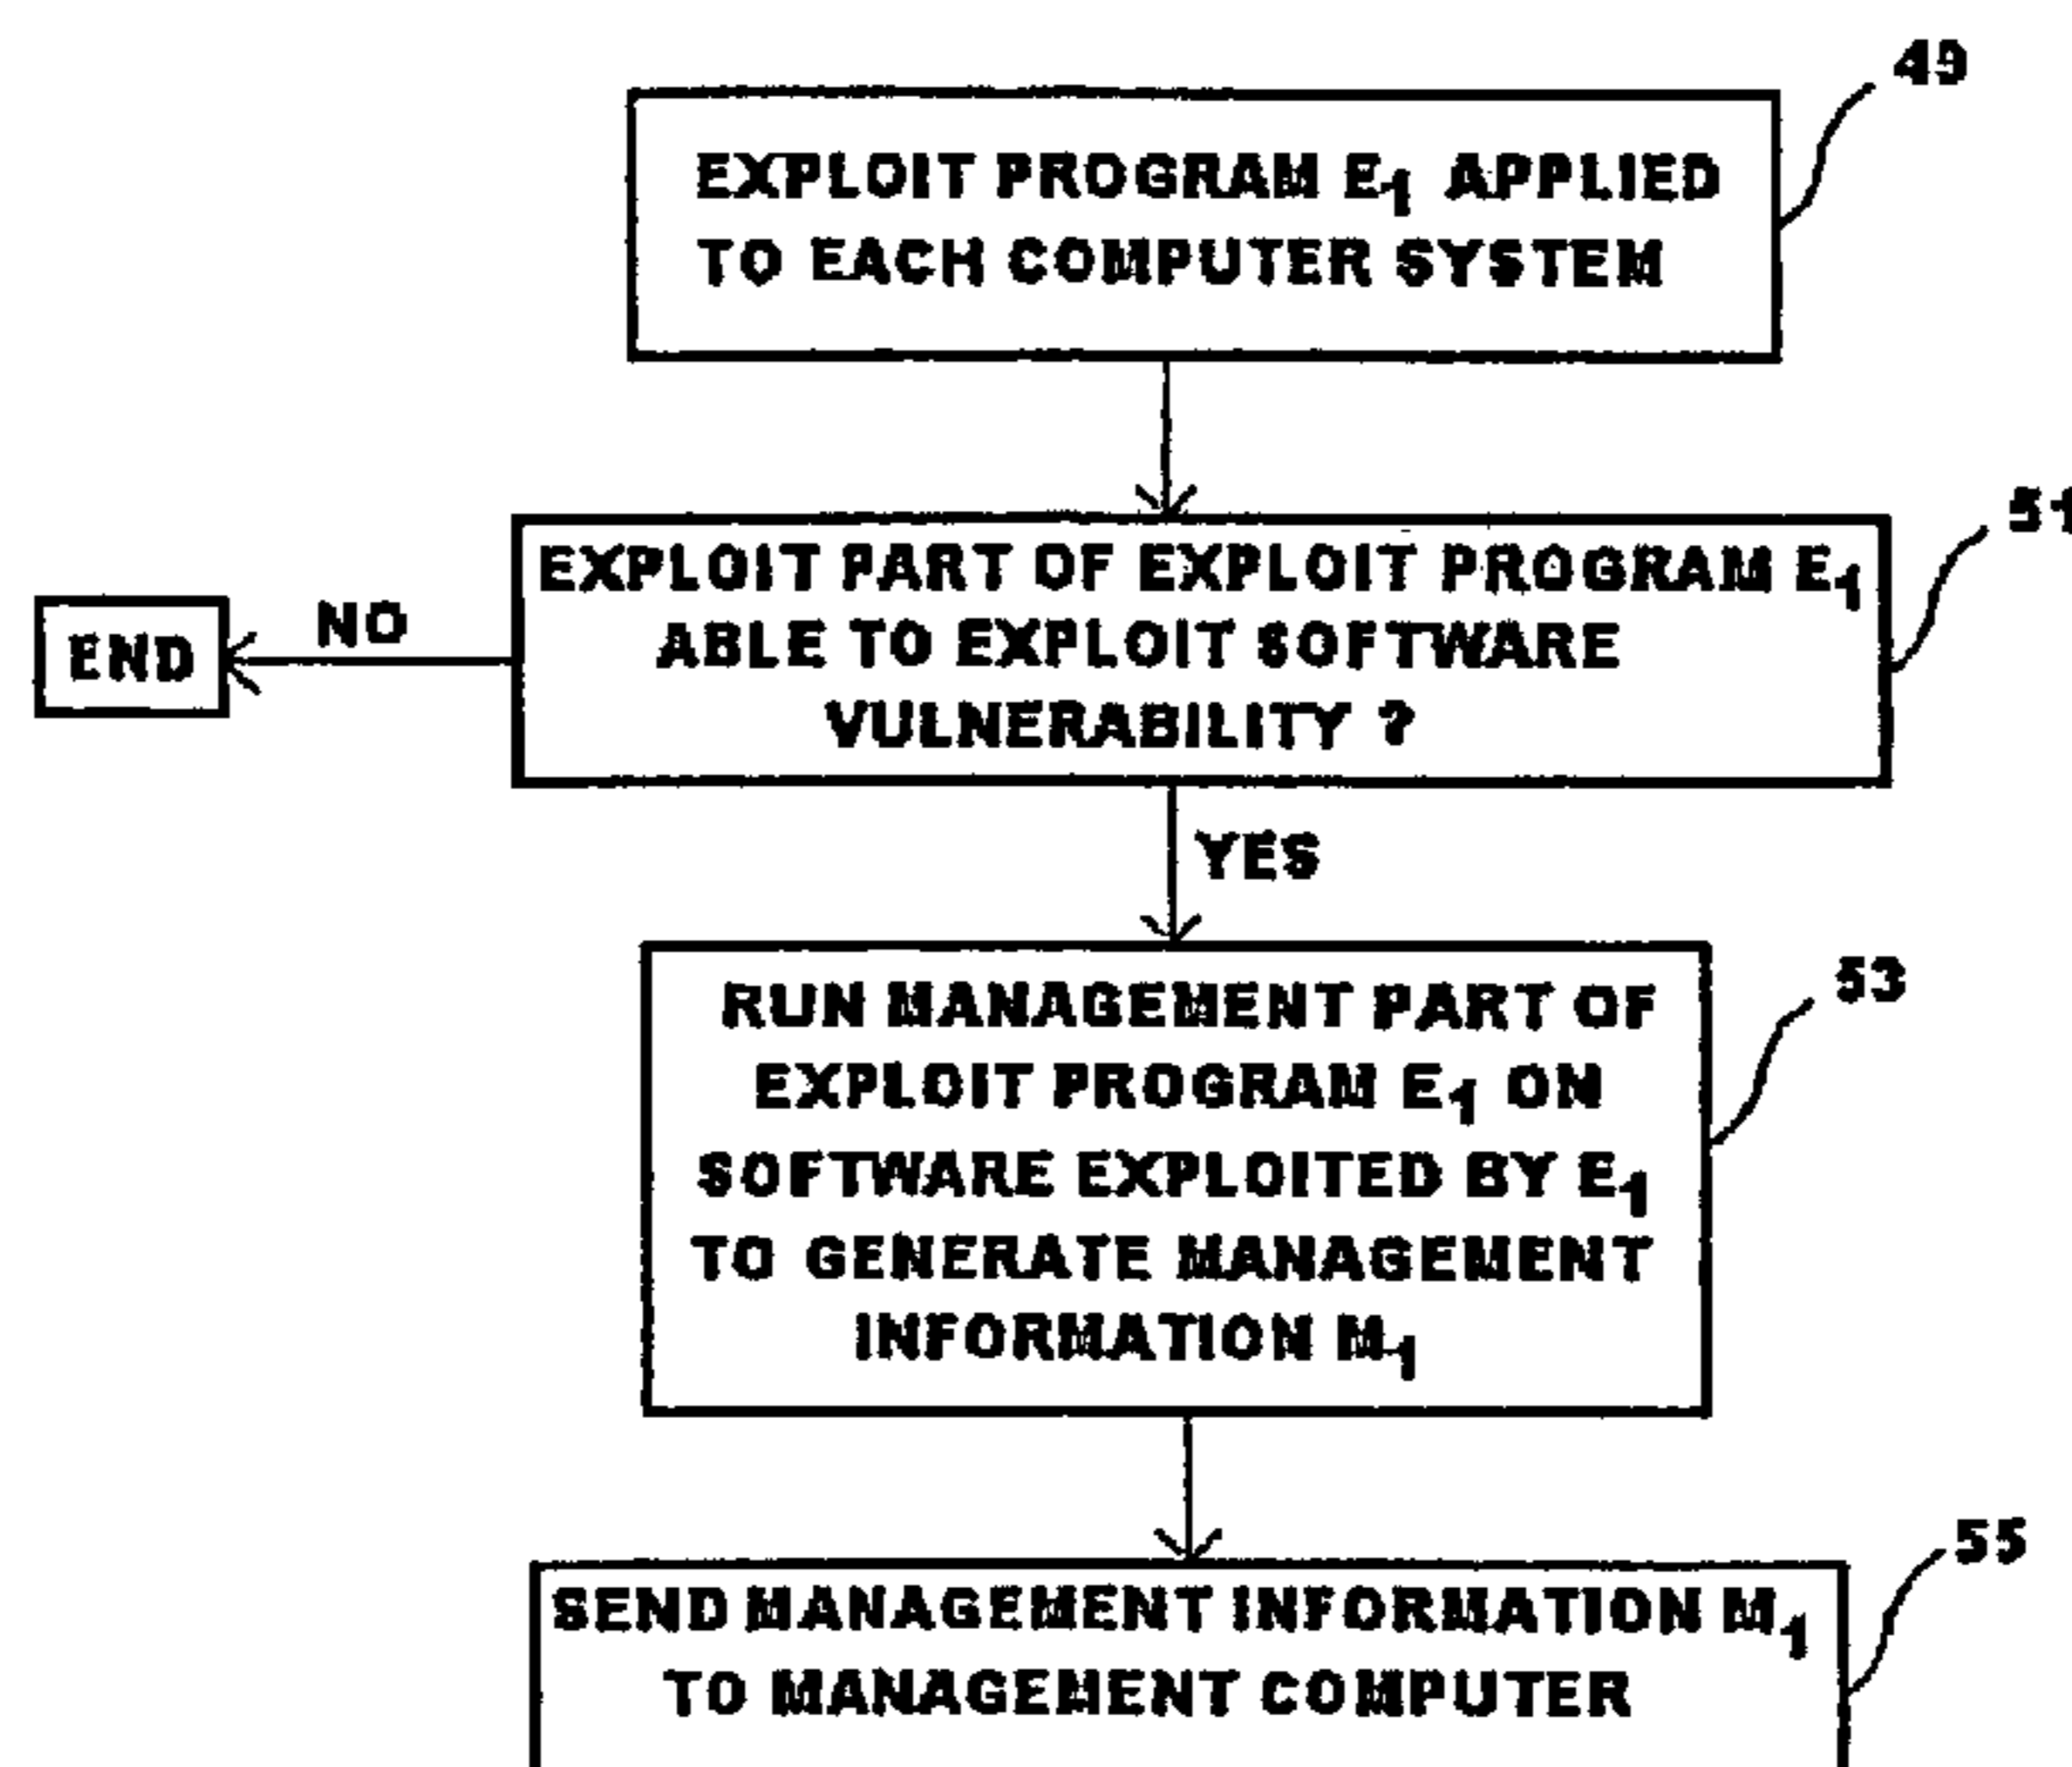 49
EXPLOIT PROGRAM E1 APPLIED
TO EACH COMPUTER SYSTEM
51
EXPLOIT PART OF EXPLOIT PROGRAM E1
ABLE TO EXPLOIT SOFTWARE
VULNERABILITY ?
NO
END
YES
53
RUN MANAGEMENT PART OF
EXPLOIT PROGRAM E1 ON
SOFTWARE EXPLOITED BY E1
TO GENERATE MANAGEMENT
INFORMATION M1
55
SEND MANAGEMENT INFORMATION M1
TO MANAGEMENT COMPUTER